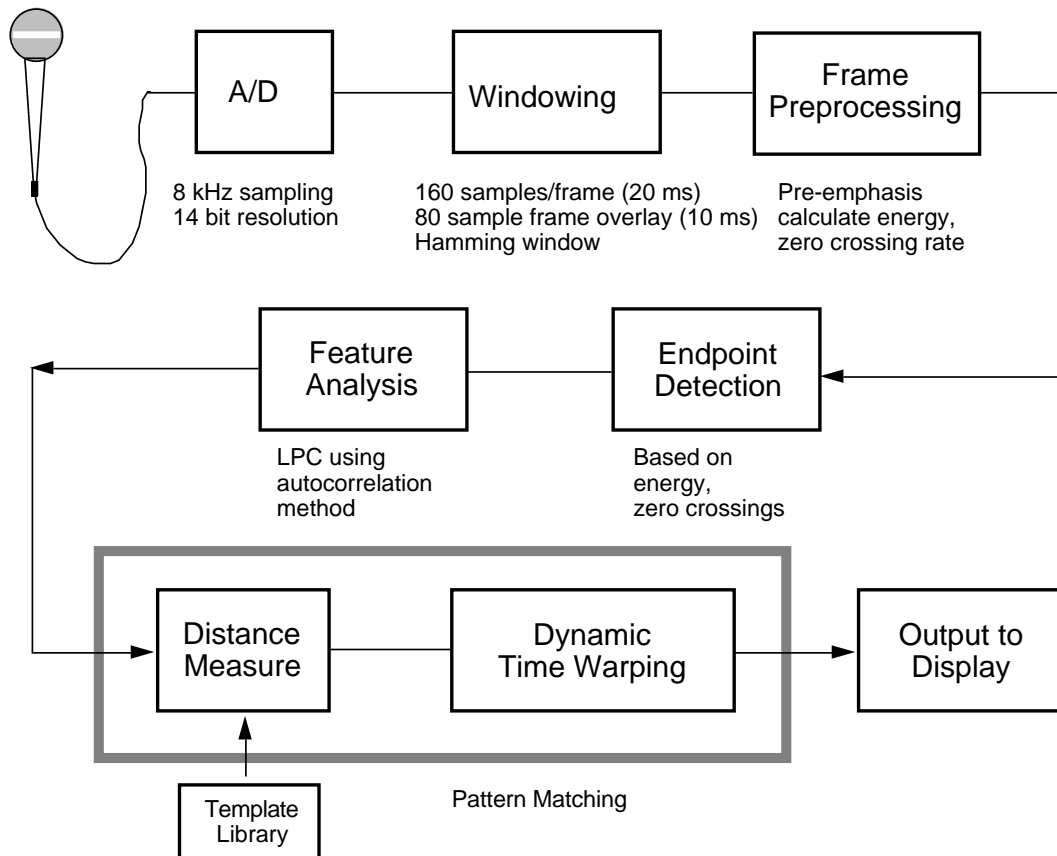 A/D
Windowing
Frame
Preprocessing
8 kHz sampling
14 bit resolution
160 samples/frame (20 ms)
80 sample frame overlay (10 ms)
Hamming window
Pre-emphasis
calculate energy,
zero crossing rate
Feature
Analysis
Endpoint
Detection
LPC using
autocorrelation
method
Based on
energy,
zero crossings
Distance
Measure
Dynamic
Time Warping
Output to
Display
Template
Library
Pattern Matching